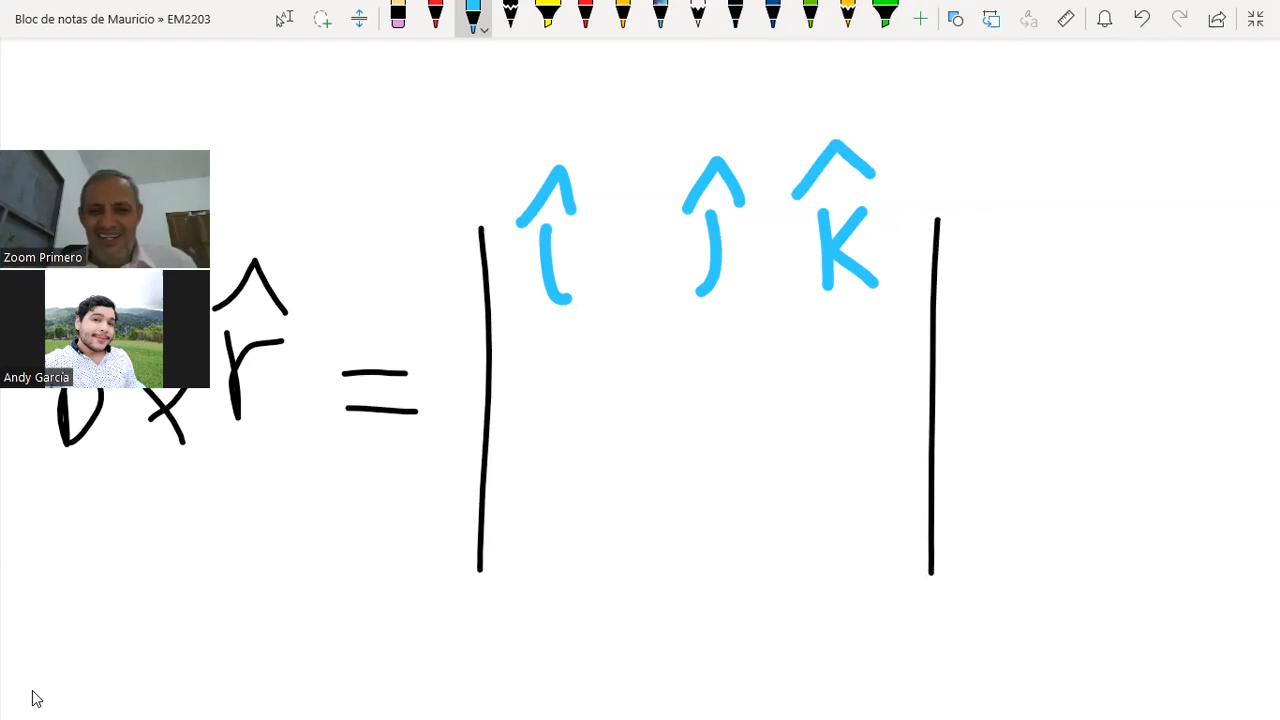 Bloc de notas de Mauricio » EM2203
Zoom Primero
Andy García
î ĵ k̂
x r̂ =